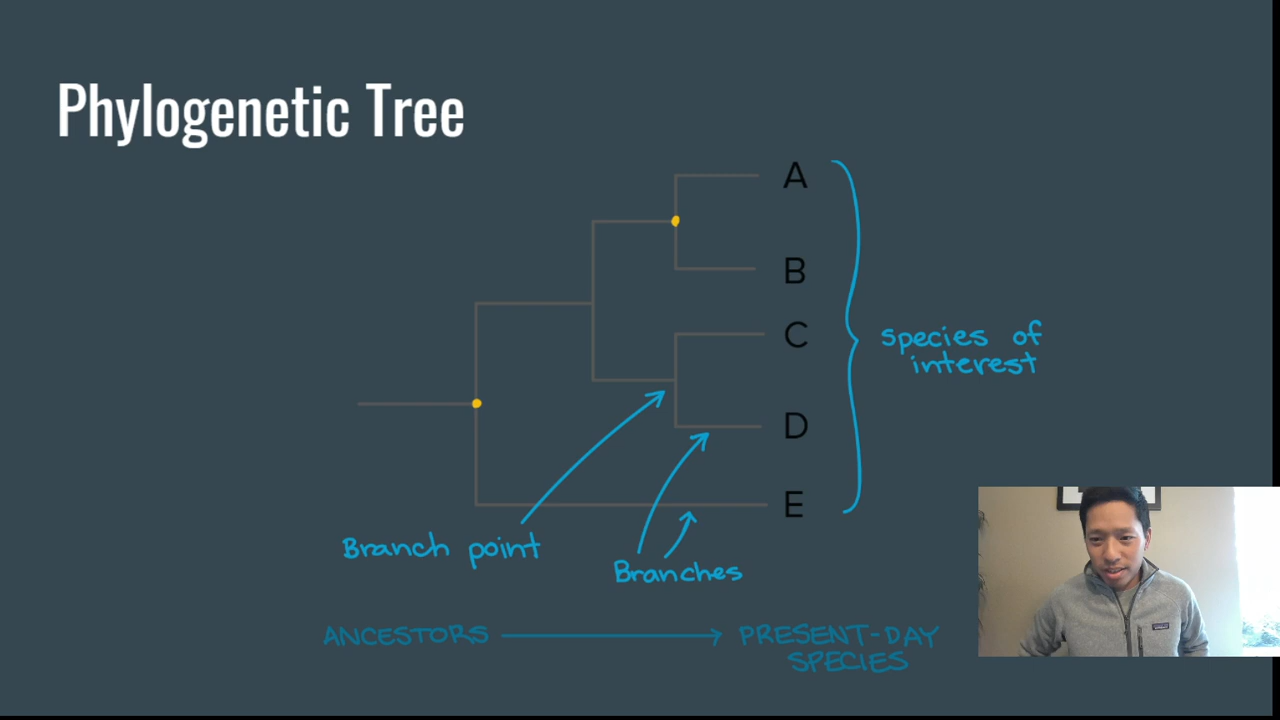 Phylogenetic Tree
A
B
C
species of
interest
D
E
Branch point
Branches
ANCESTORS
PRESENT-DAY
SPECIES